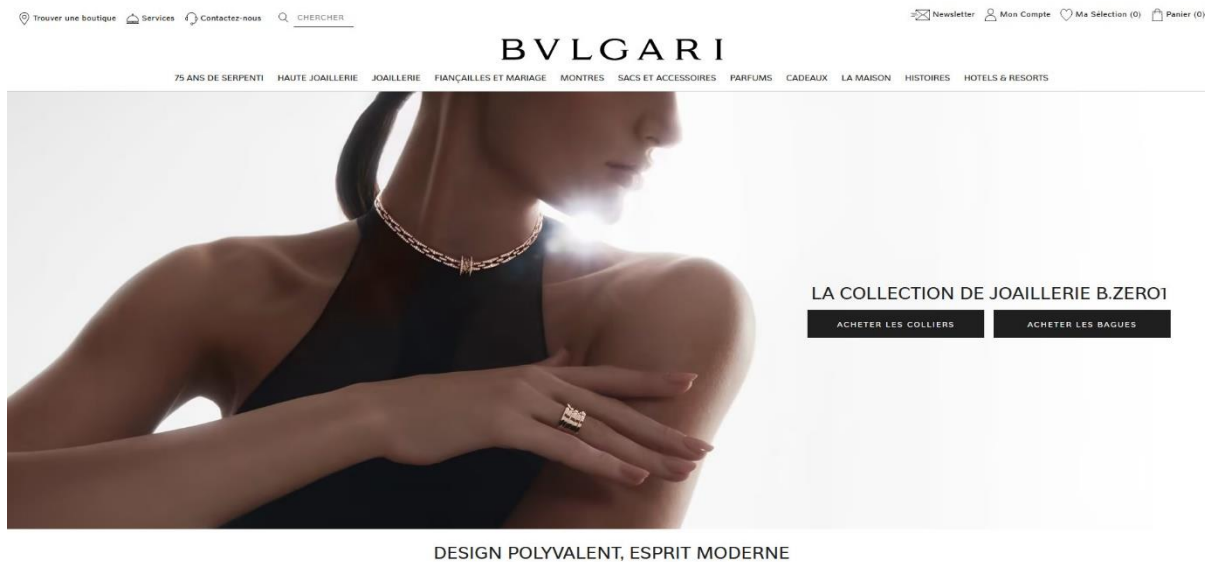 Trouver une boutique Services Contactez-nous CHERCHER Newsletter Mon Compte Ma Sélection (0) Panier (0)
BVLGARI
75 ANS DE SERPENTI HAUTE JOAILLERIE JOAILLERIE FIANÇAILLES ET MARIAGE MONTRES SACS ET ACCESSOIRES PARFUMS CADEAUX LA MAISON HISTOIRES HOTELS & RESORTS
LA COLLECTION DE JOAILLERIE B.ZERO1
ACHETER LES COLLIERS ACHETER LES BAGUES
DESIGN POLYVALENT, ESPRIT MODERNE